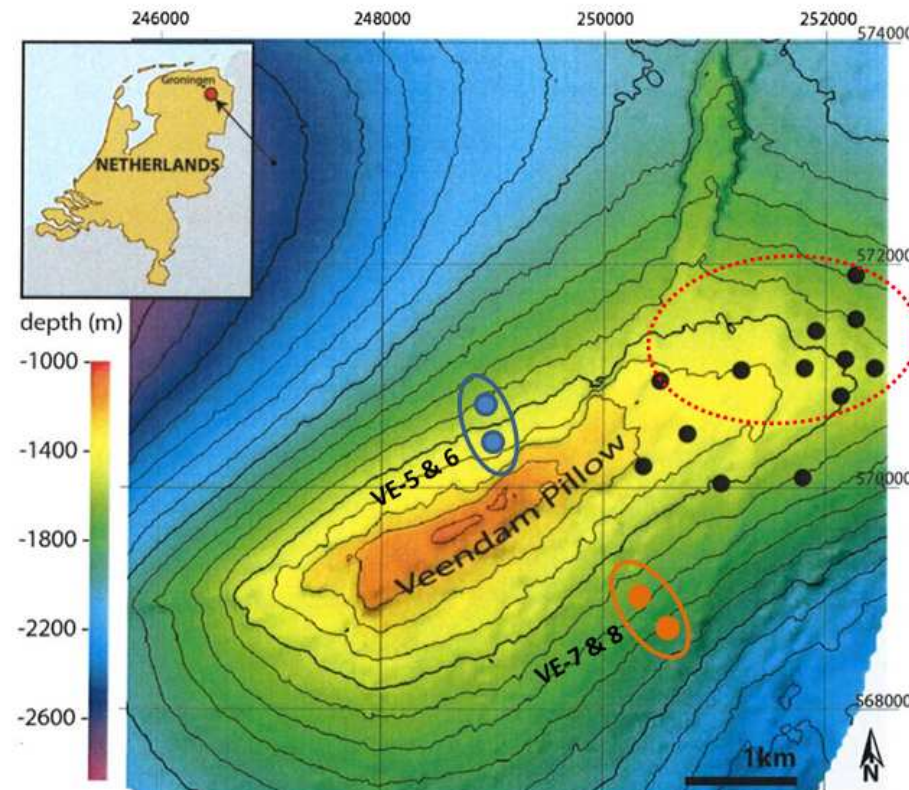 246000 248000 250000 252000
574000
Groningen
NETHERLANDS
572000
depth (m)
-1000
-1400
-1800
-2200
-2600
VE-5 & 6
Veendam Pillow
570000
VE-7 & 8
568000
1km
N